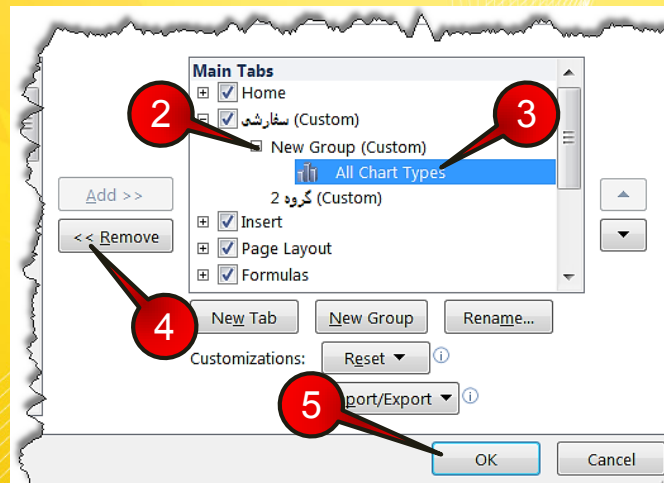 Main Tabs
Home
2
سفارشی (Custom)
3
New Group (Custom)
All Chart Types
Add >>
گروه 2 (Custom)
<< Remove
Insert
Page Layout
Formulas
4
New Tab
New Group
Rename...
Customizations:
Reset
5
port/Export
OK
Cancel